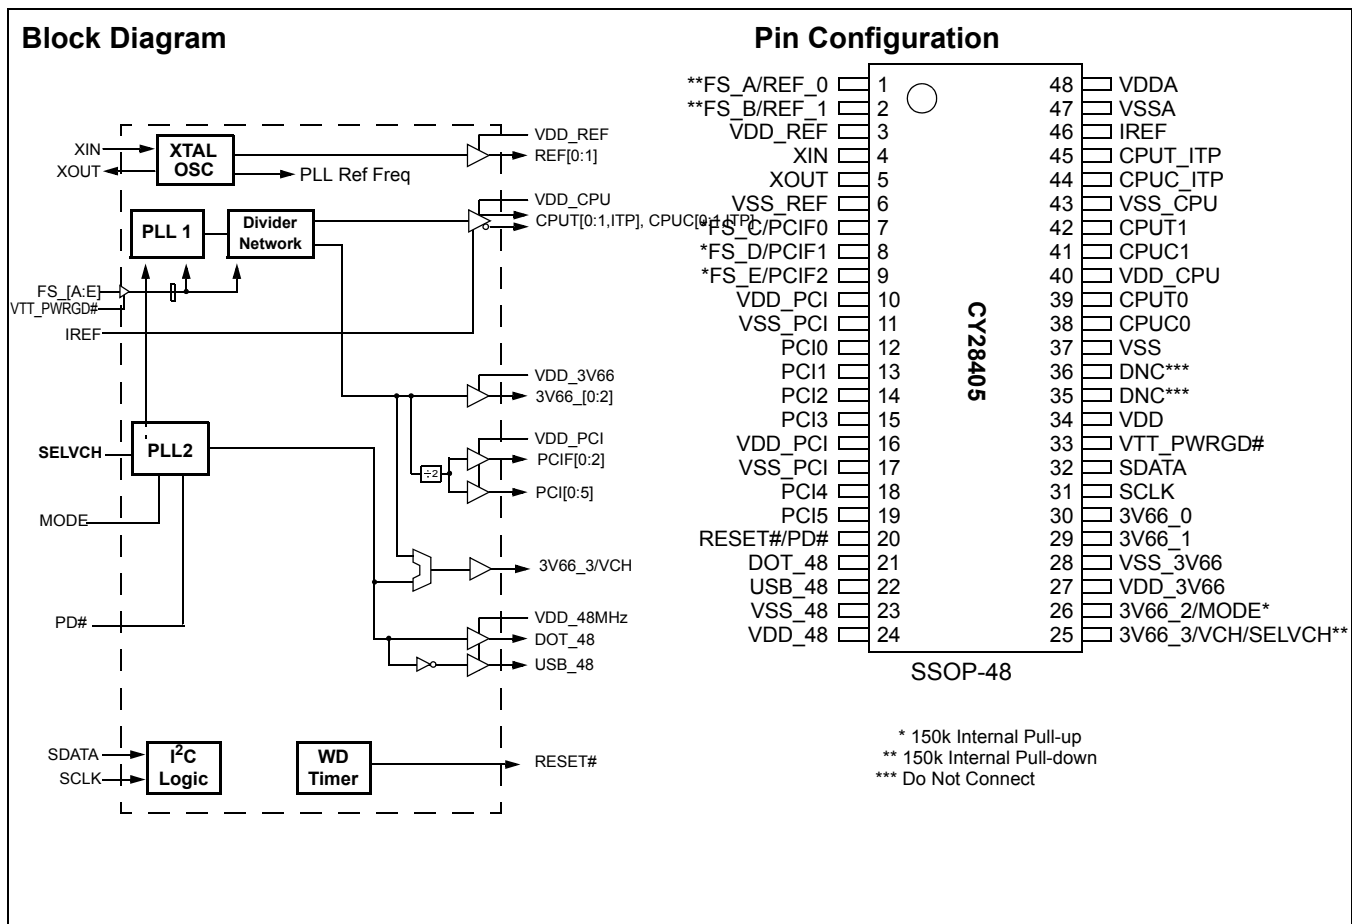 Block Diagram
XIN
XOUT
XTAL
OSC
PLL Ref Freq
VDD_REF
REF[0:1]
PLL 1
Divider
Network
VDD_CPU
CPUT[0:1,ITP], CPUC[0:1,ITP]
FS_[A:E]
VTT_PWRGD#
IREF
VDD_3V66
3V66_[0:2]
SELVCH
PLL2
VDD_PCI
PCIF[0:2]
÷2
PCI[0:5]
MODE
3V66_3/VCH
PD#
VDD_48MHz
DOT_48
USB_48
SDATA
SCLK
I2C
Logic
WD
Timer
RESET#
Pin Configuration
**FS_A/REF_0 1 48 VDDA
**FS_B/REF_1 2 47 VSSA
VDD_REF 3 46 IREF
XIN 4 45 CPUT_ITP
XOUT 5 44 CPUC_ITP
VSS_REF 6 43 VSS_CPU
*FS_C/PCIF0 7 42 CPUT1
*FS_D/PCIF1 8 41 CPUC1
*FS_E/PCIF2 9 40 VDD_CPU
VDD_PCI 10 39 CPUT0
VSS_PCI 11 38 CPUC0
PCI0 12 37 VSS
PCI1 13 36 DNC***
PCI2 14 35 DNC***
PCI3 15 34 VDD
VDD_PCI 16 33 VTT_PWRGD#
VSS_PCI 17 32 SDATA
PCI4 18 31 SCLK
PCI5 19 30 3V66_0
RESET#/PD# 20 29 3V66_1
DOT_48 21 28 VSS_3V66
USB_48 22 27 VDD_3V66
VSS_48 23 26 3V66_2/MODE*
VDD_48 24 25 3V66_3/VCH/SELVCH**
CY28405
SSOP-48
* 150k Internal Pull-up
** 150k Internal Pull-down
*** Do Not Connect